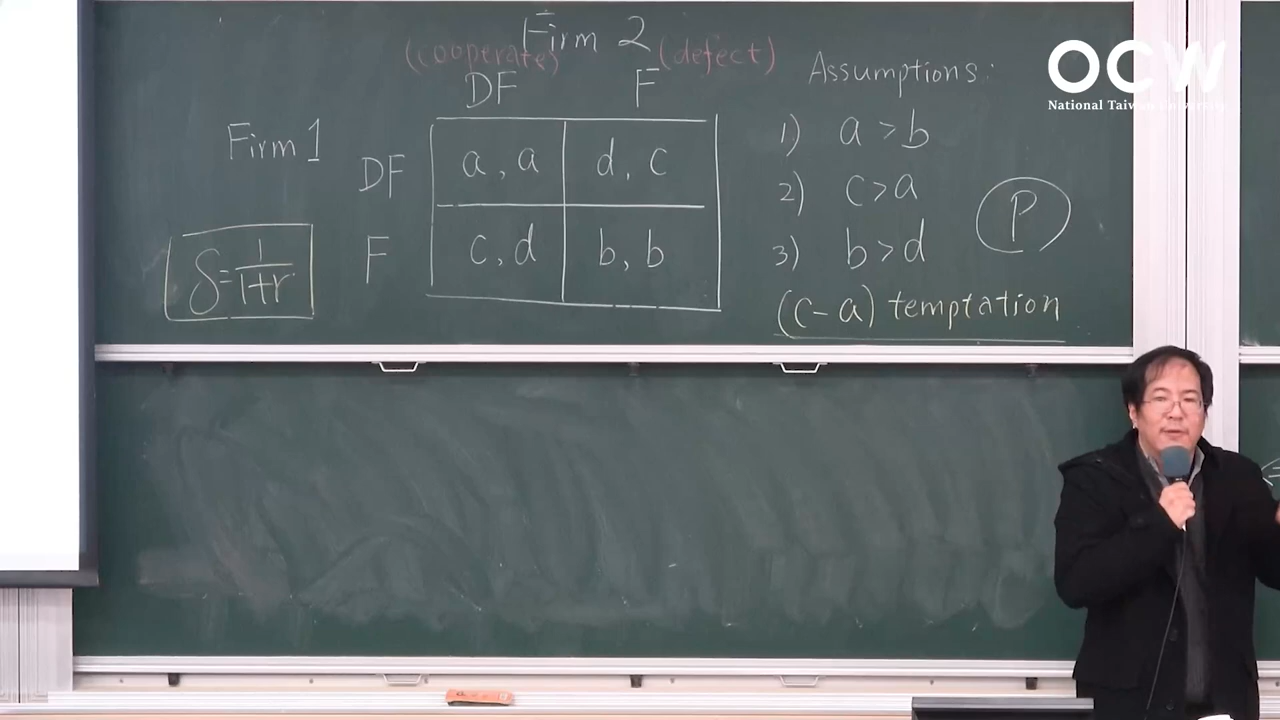 Firm 2
(cooperate) (defect)
DF F
Assumptions:
Firm 1
DF a, a d, c
F c, d b, b
δ = 1/(1+r)
1) a > b
2) c > a
3) b > d
(c - a) temptation
P
OCW
National Taiwan University